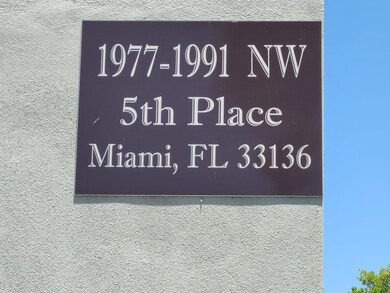 1977-1991 NW
5th Place
Miami, FL 33136